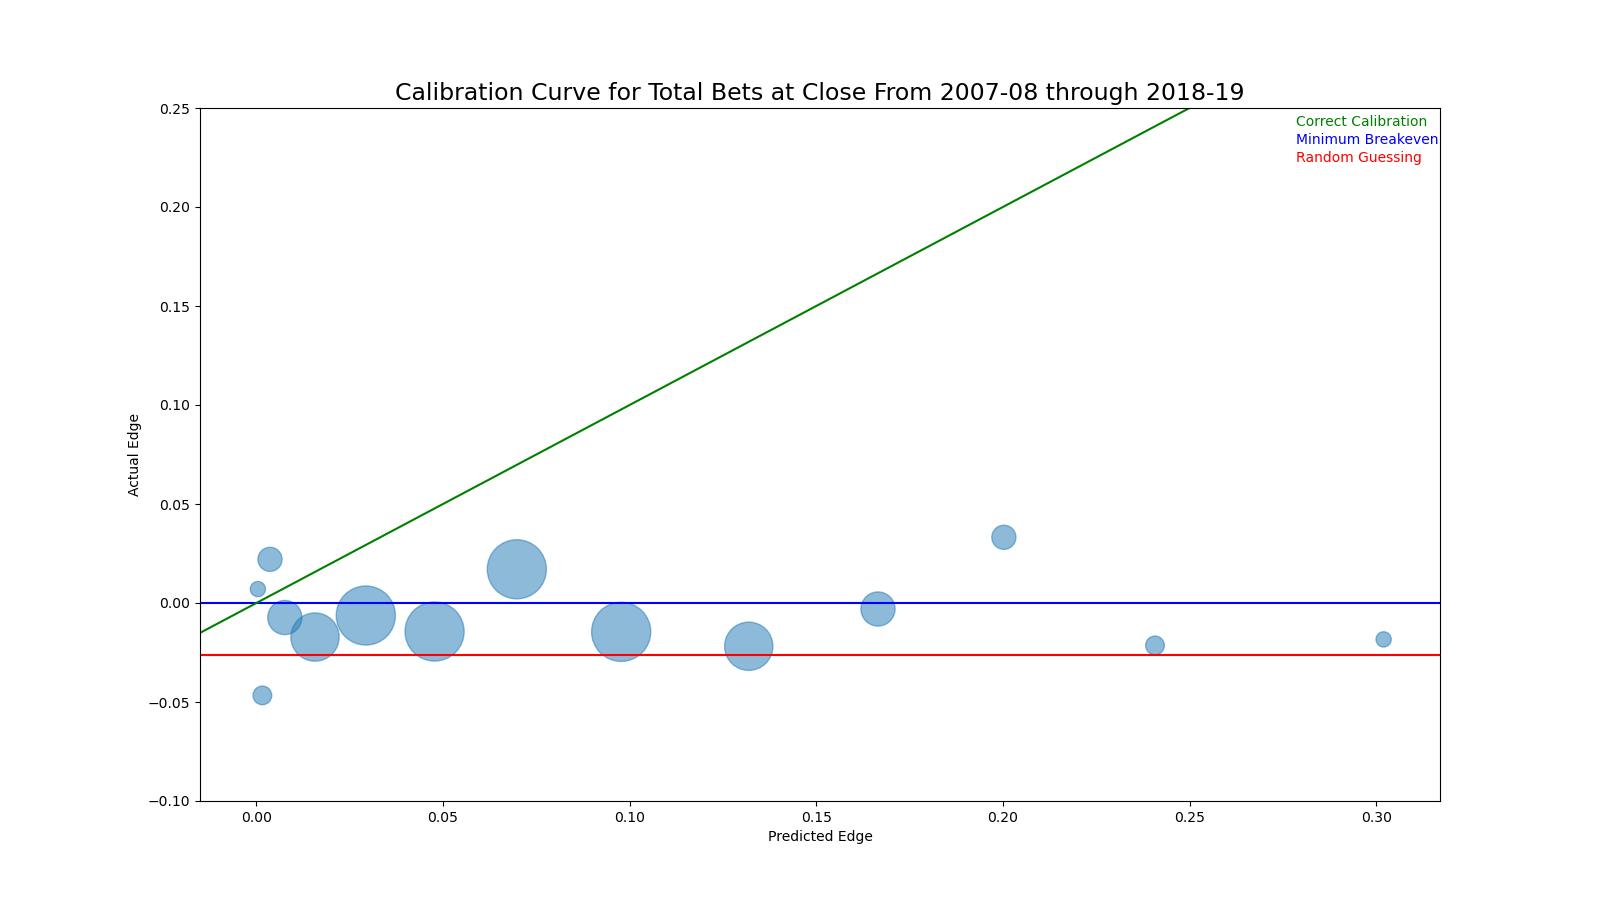 Calibration Curve for Total Bets at Close From 2007-08 through 2018-19
Correct Calibration
Minimum Breakeven
Random Guessing
0.25
0.20
0.15
0.10
0.05
0.00
−0.05
−0.10
Actual Edge
0.00 0.05 0.10 0.15 0.20 0.25 0.30
Predicted Edge